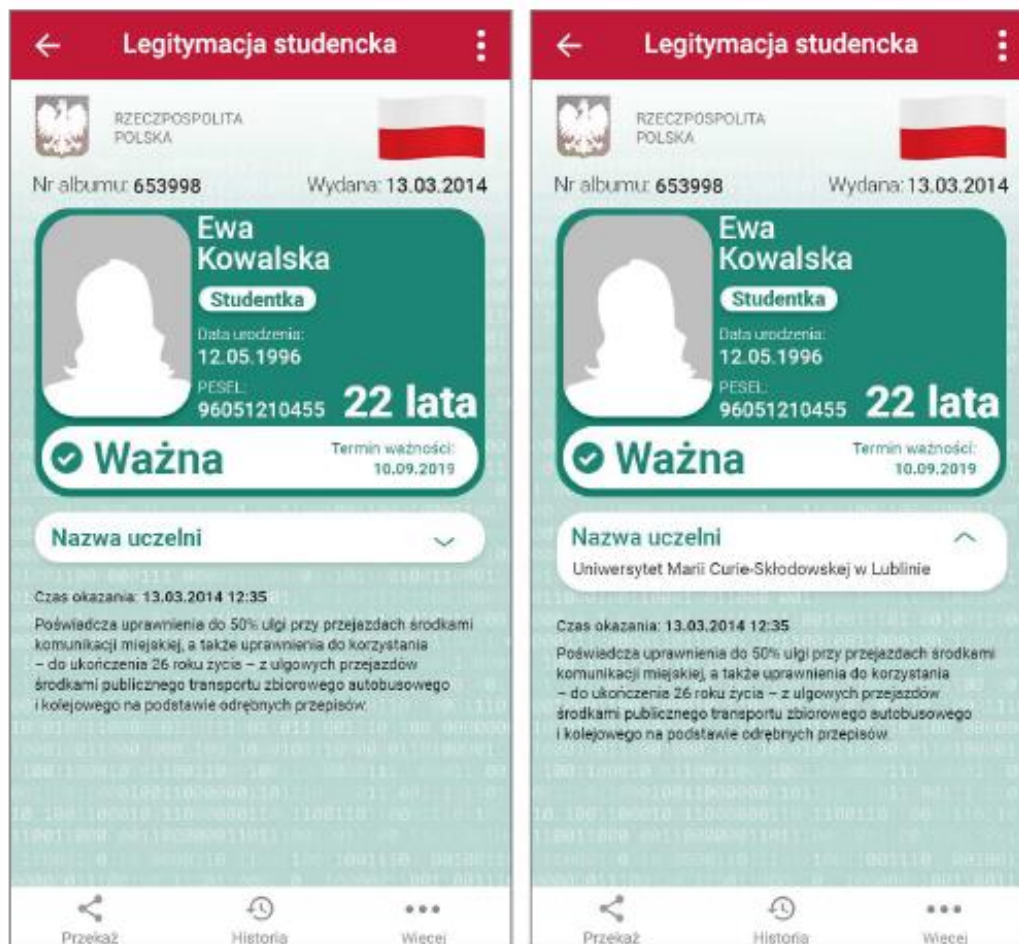 Legitymacja studencka
RZECZPOSPOLITA
POLSKA
Nr albumu: 653998
Wydana: 13.03.2014
Ewa
Kowalska
Studentka
Data urodzenia:
12.05.1996
PESEL:
96051210455
22 lata
Ważna
Termin ważności:
10.09.2019
Nazwa uczelni
Czas okazania: 13.03.2014 12:35
Poświadcza uprawnienia do 50% ulgi przy przejazdach środkami
komunikacji miejskiej, a także uprawnienia do korzystania
– do ukończenia 26 roku życia – z ulgowych przejazdów
środkami publicznego transportu zbiorowego autobusowego
i kolejowego na podstawie odrębnych przepisów.
Przekaż
Historia
Więcej
Legitymacja studencka
RZECZPOSPOLITA
POLSKA
Nr albumu: 653998
Wydana: 13.03.2014
Ewa
Kowalska
Studentka
Data urodzenia:
12.05.1996
PESEL:
96051210455
22 lata
Ważna
Termin ważności:
10.09.2019
Nazwa uczelni
Uniwersytet Marii Curie-Skłodowskej w Lublinie
Czas okazania: 13.03.2014 12:35
Poświadcza uprawnienia do 50% ulgi przy przejazdach środkami
komunikacji miejskiej, a także uprawnienia do korzystania
– do ukończenia 26 roku życia – z ulgowych przejazdów
środkami publicznego transportu zbiorowego autobusowego
i kolejowego na podstawie odrębnych przepisów.
Przekaż
Historia
Więcej